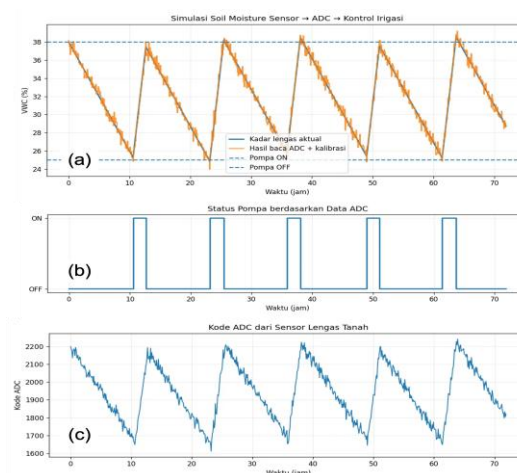 Simulasi Soil Moisture Sensor → ADC → Kontrol Irigasi
VWC (%)
38
36
34
32
30
28
26
24
(a)
Kadar lengas aktual
Hasil baca ADC + kalibrasi
Pompa ON
Pompa OFF
0 10 20 30 40 50 60 70
Waktu (jam)
Status Pompa berdasarkan Data ADC
ON
(b)
OFF
0 10 20 30 40 50 60 70
Waktu (jam)
Kode ADC dari Sensor Lengas Tanah
Kode ADC
2200
2100
2000
1900
1800
1700
1600
(c)
0 10 20 30 40 50 60 70
Waktu (jam)